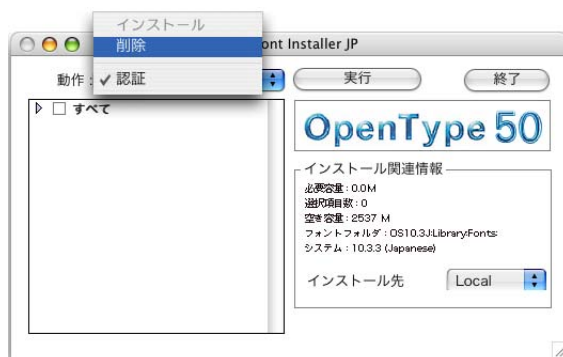 インストール
削除
✓ 認証
ont Installer JP
動作 :
実行
終了
すべて
OpenType 50
インストール関連情報
必要容量 : 0.0M
選択項目数 : 0
空き容量 : 2537 M
フォントフォルダ : OS10.3J:Library:Fonts:
システム : 10.3.3 (Japanese)
インストール先
Local